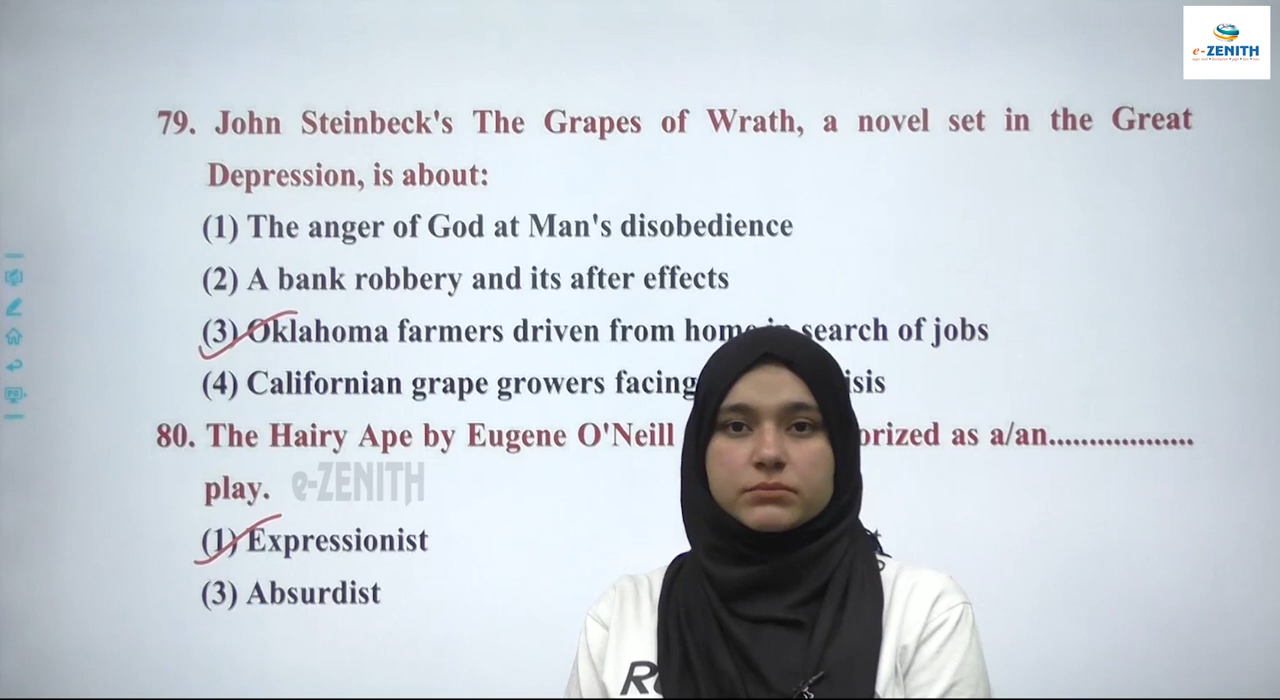 e-ZENITH
79. John Steinbeck's The Grapes of Wrath, a novel set in the Great
Depression, is about:
(1) The anger of God at Man's disobedience
(2) A bank robbery and its after effects
(3) Oklahoma farmers driven from home in search of jobs
(4) Californian grape growers facing
80. The Hairy Ape by Eugene O'Neill as a/an..................
play. e-ZENITH
(1) Expressionist
(3) Absurdist